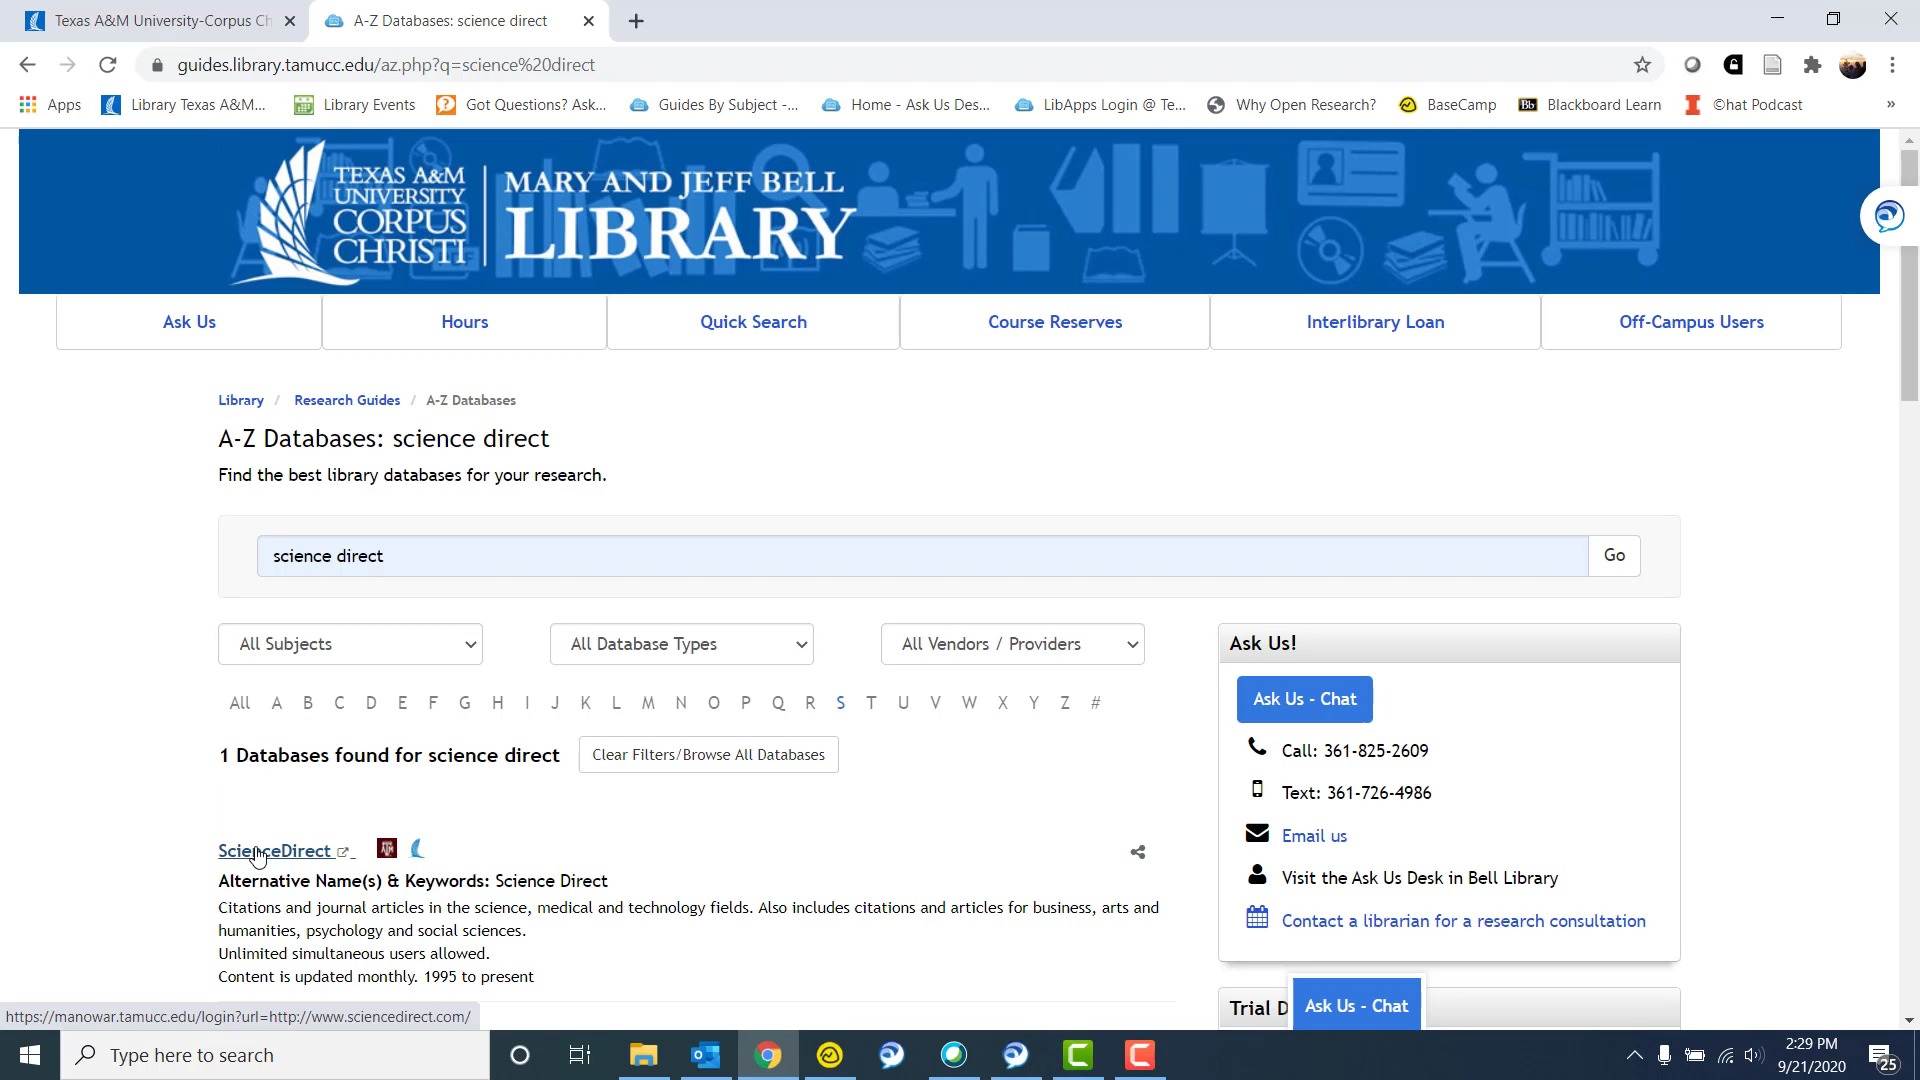 Texas A&M University-Corpus Ch
A-Z Databases: science direct
guides.library.tamucc.edu/az.php?q=science%20direct
Apps
Library Texas A&M...
Library Events
Got Questions? Ask...
Guides By Subject -...
Home - Ask Us Des...
LibApps Login @ Te...
Why Open Research?
BaseCamp
Bb
Blackboard Learn
©hat Podcast
»
TEXAS A&M
UNIVERSITY
CORPUS
CHRISTI
MARY AND JEFF BELL
LIBRARY
Ask Us
Hours
Quick Search
Course Reserves
Interlibrary Loan
Off-Campus Users
Library / Research Guides / A-Z Databases
A-Z Databases: science direct
Find the best library databases for your research.
science direct
Go
All Subjects
All Database Types
All Vendors / Providers
All A B C D E F G H I J K L M N O P Q R S T U V W X Y Z #
1 Databases found for science direct
Clear Filters/Browse All Databases
ScienceDirect
Alternative Name(s) & Keywords: Science Direct
Citations and journal articles in the science, medical and technology fields. Also includes citations and articles for business, arts and
humanities, psychology and social sciences.
Unlimited simultaneous users allowed.
Content is updated monthly. 1995 to present
Ask Us!
Ask Us - Chat
Call: 361-825-2609
Text: 361-726-4986
Email us
Visit the Ask Us Desk in Bell Library
Contact a librarian for a research consultation
Trial D
Ask Us - Chat
https://manowar.tamucc.edu/login?url=http://www.sciencedirect.com/
Type here to search
2:29 PM
9/21/2020
25